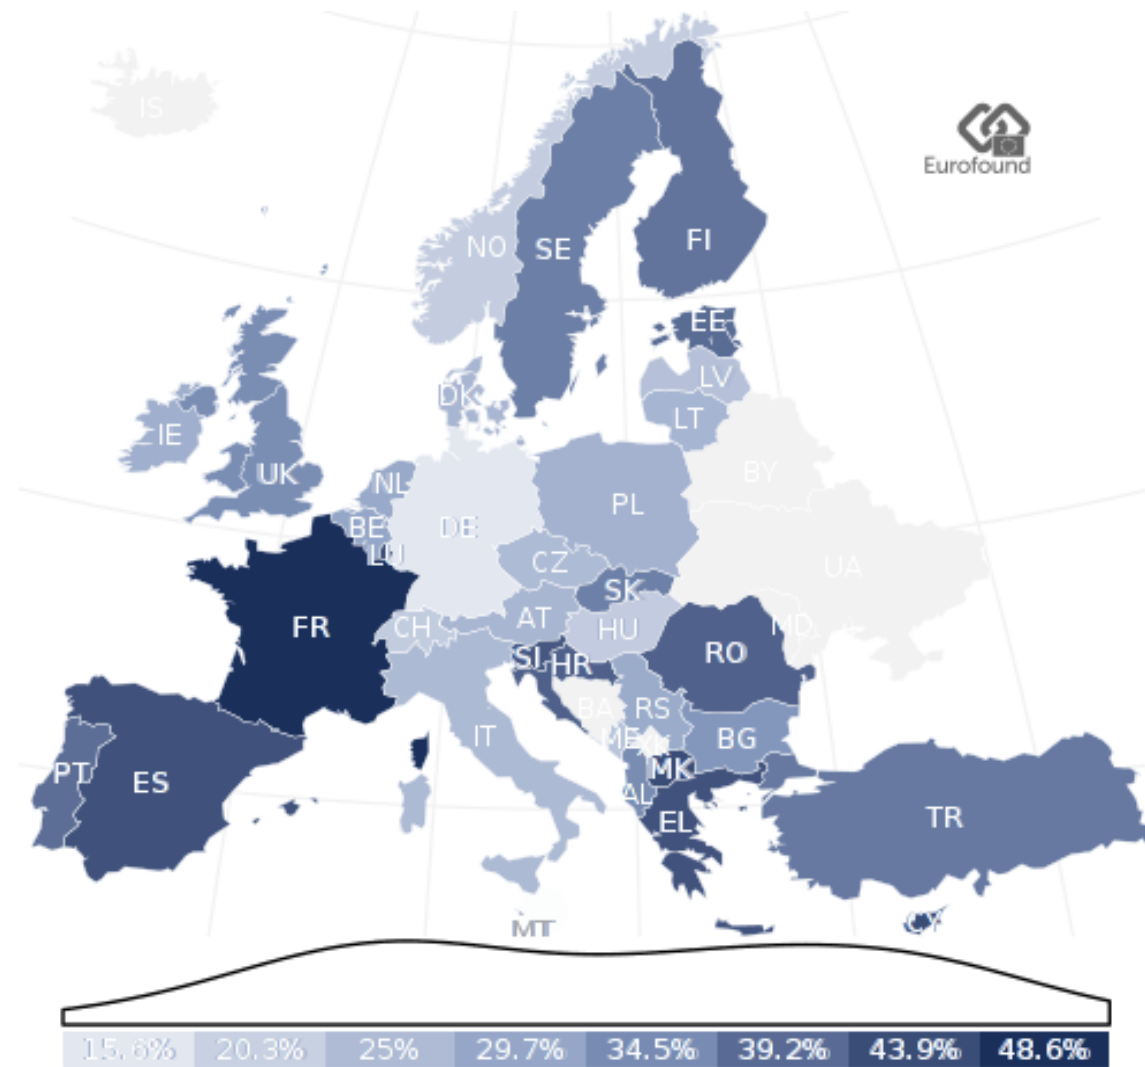 IS
Eurofound
NO
SE
FI
EE
LV
DK
LT
IE
BY
UK
NL
PL
BE
DE
LU
CZ
UA
SK
AT
FR
CH
HU
MD
SI
HR
RO
BA
RS
IT
ME
XK
BG
PT
ES
MK
AL
TR
EL
CY
MT
15.6% 20.3% 25% 29.7% 34.5% 39.2% 43.9% 48.6%